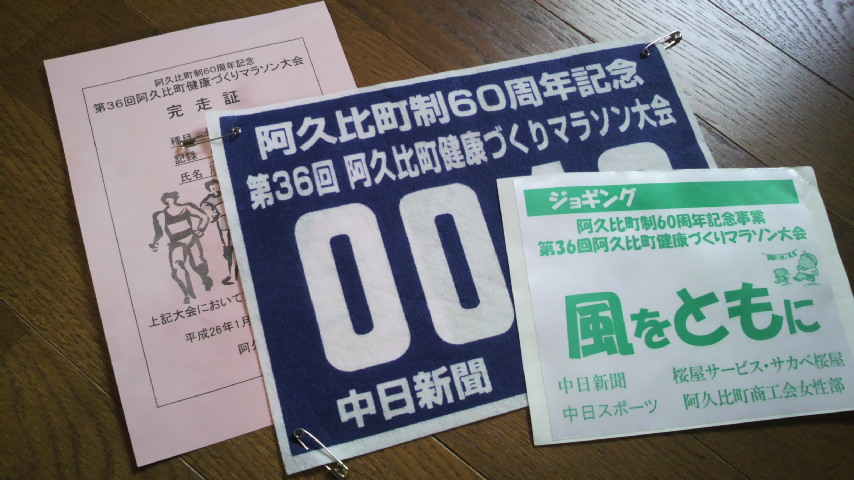 阿久比町制60周年記念
第36回阿久比町健康づくりマラソン大会
完走証
種目
記録
氏名
上記大会において
平成26年1月
阿久
阿久比町制60周年記念
第36回 阿久比町健康づくりマラソン大会
00
中日新聞
ジョギング
阿久比町制60周年記念事業
第36回阿久比町健康づくりマラソン大会
風をともに
中日新聞 桜屋サービス・サカベ桜屋
中日スポーツ 阿久比町商工会女性部